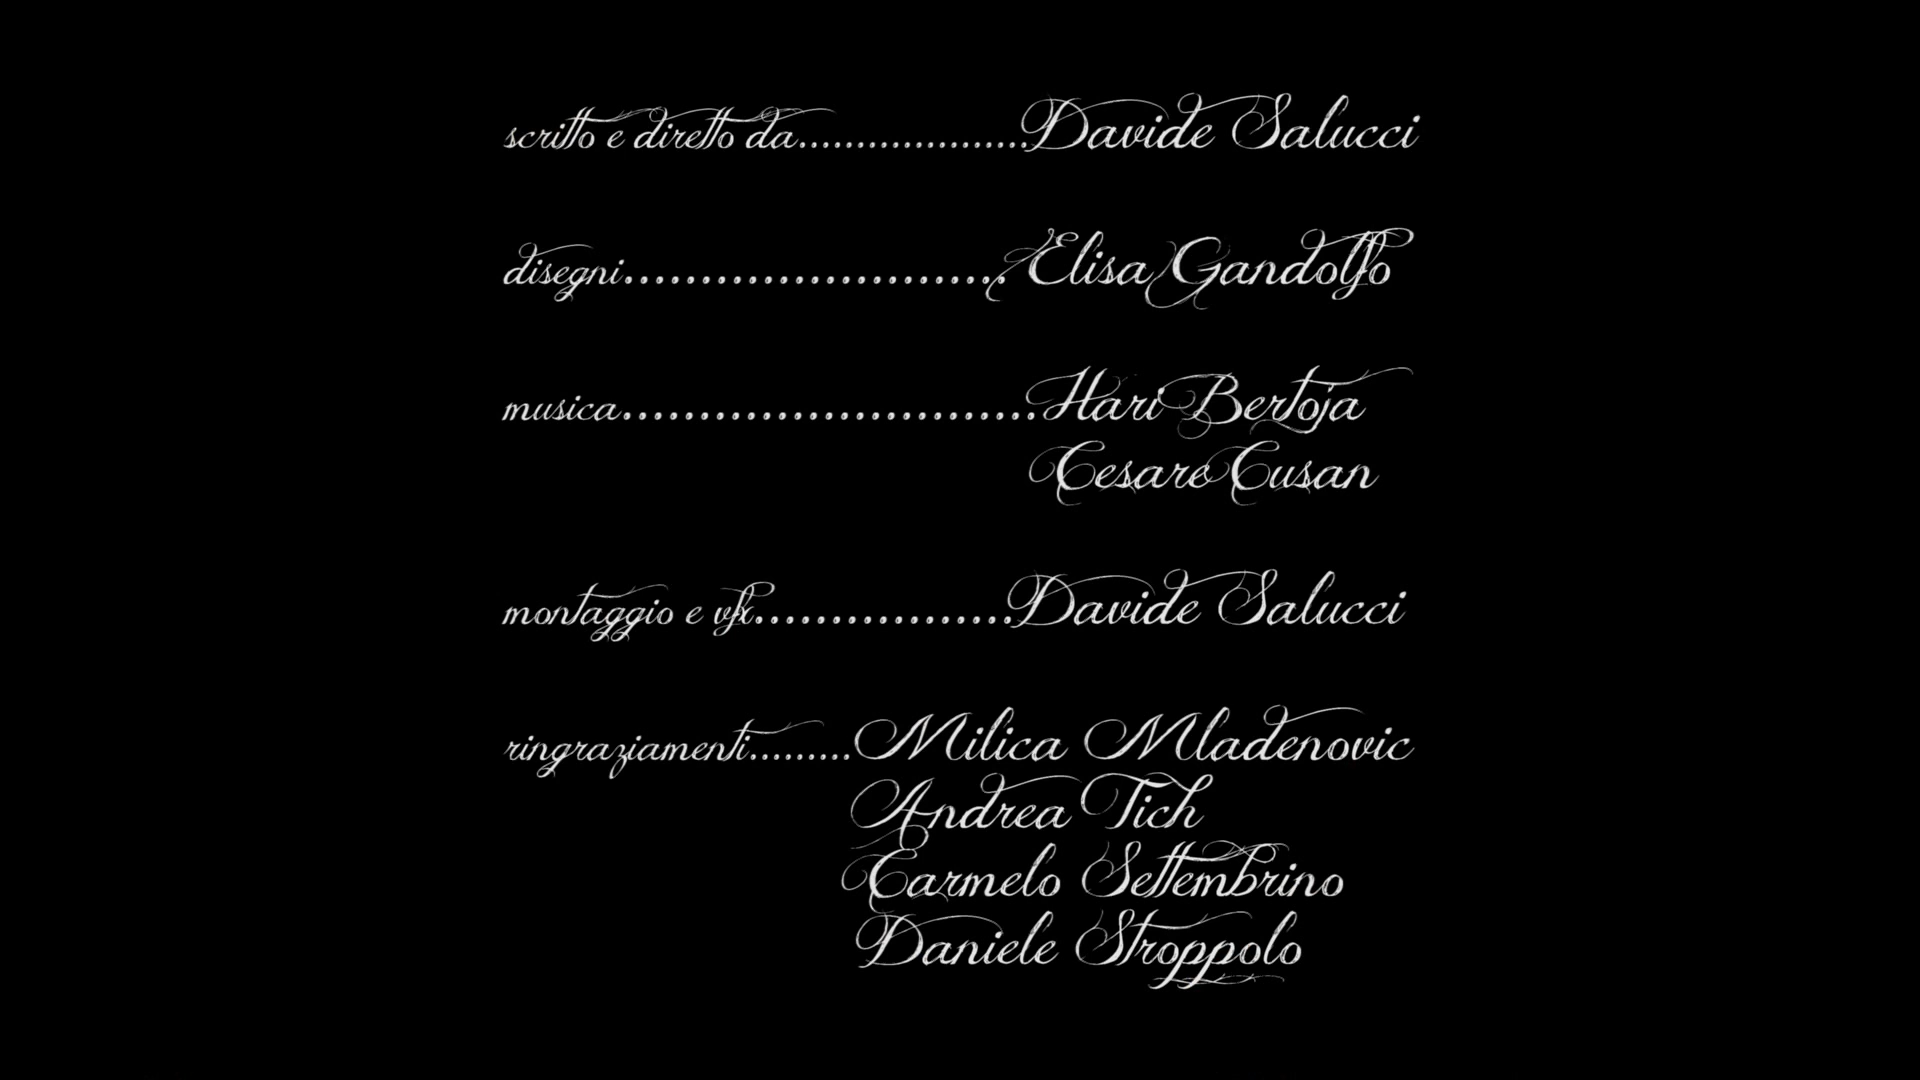 scritto e diretto da....................Davide Salucci
disegni.........................Elisa Gandolfo
musica...........................Hari Bertoja
Cesare Cusan
montaggio e vfx.................Davide Salucci
ringraziamenti.........Milica Mladenovic
Andrea Tich
Carmelo Settembrino
Daniele Stroppolo